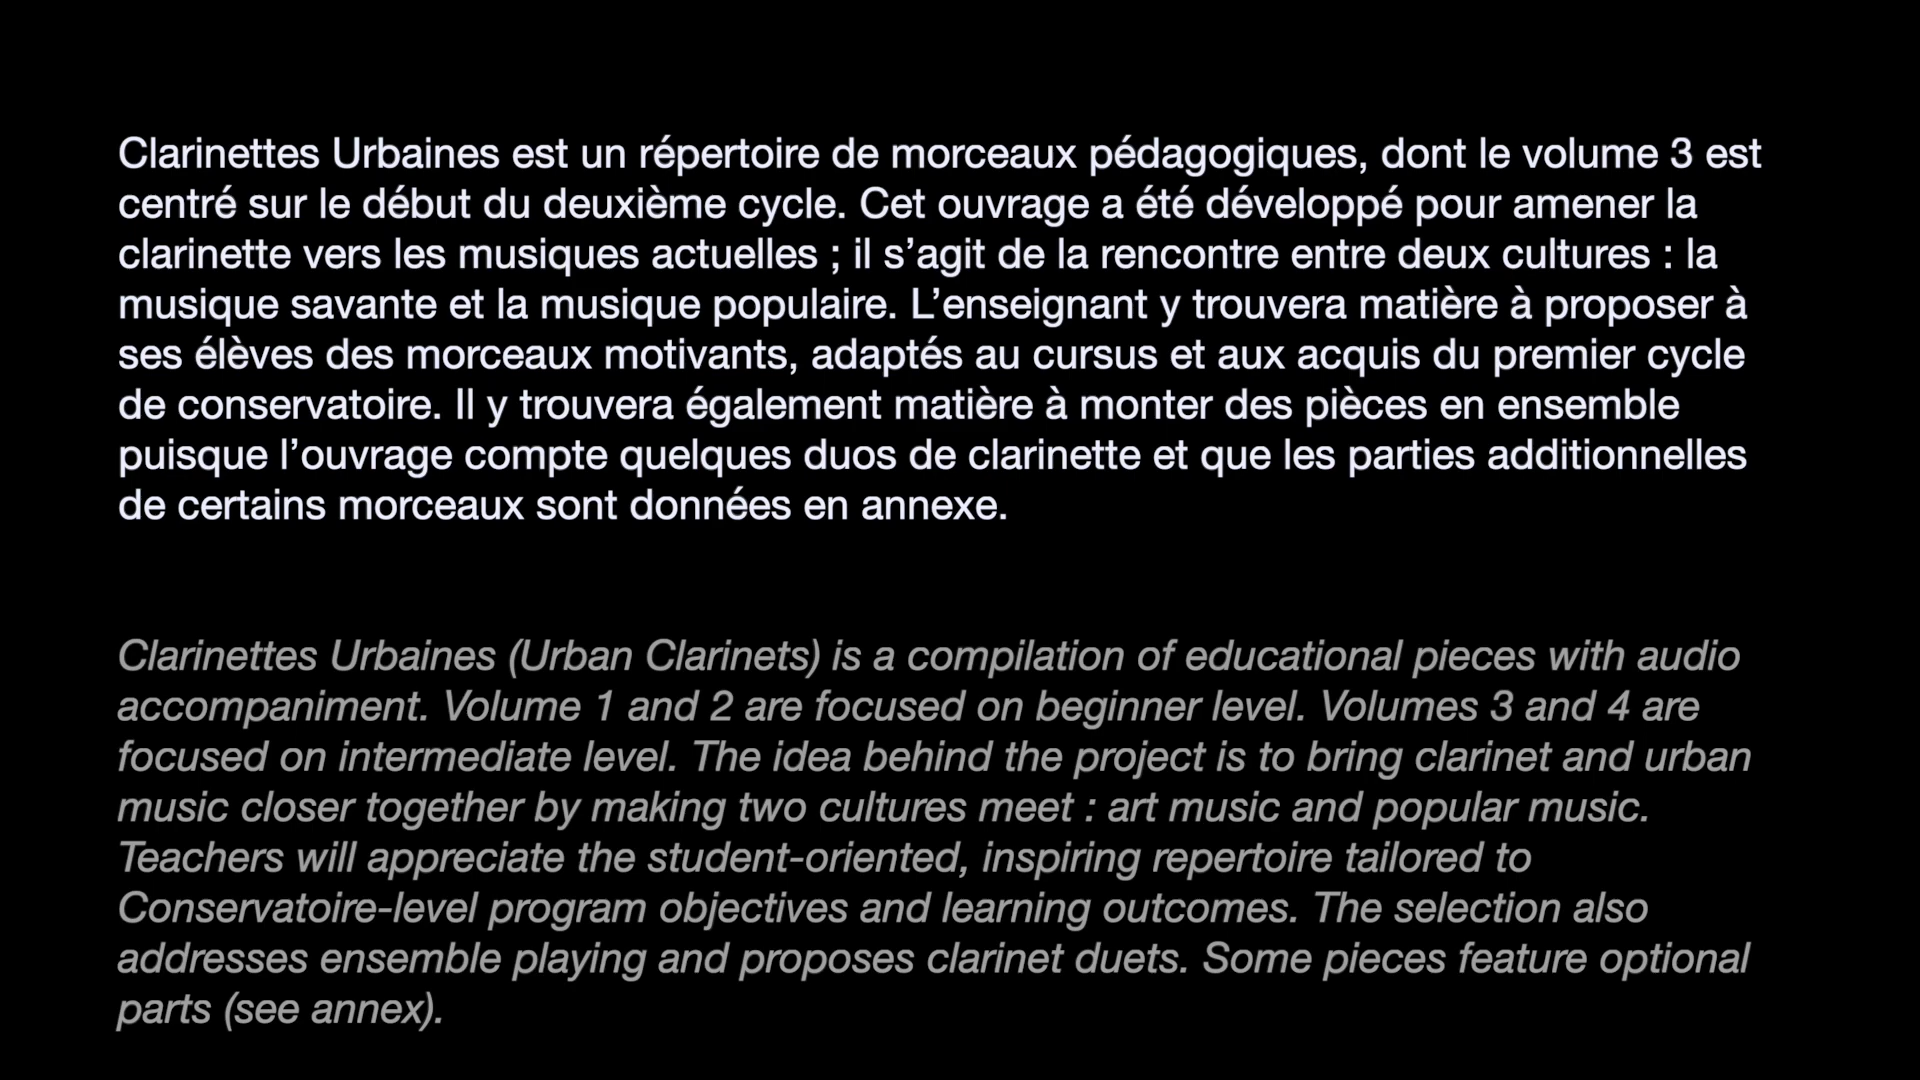 Clarinettes Urbaines est un répertoire de morceaux pédagogiques, dont le volume 3 est
centré sur le début du deuxième cycle. Cet ouvrage a été développé pour amener la
clarinette vers les musiques actuelles ; il s’agit de la rencontre entre deux cultures : la
musique savante et la musique populaire. L’enseignant y trouvera matière à proposer à
ses élèves des morceaux motivants, adaptés au cursus et aux acquis du premier cycle
de conservatoire. Il y trouvera également matière à monter des pièces en ensemble
puisque l’ouvrage compte quelques duos de clarinette et que les parties additionnelles
de certains morceaux sont données en annexe.
Clarinettes Urbaines (Urban Clarinets) is a compilation of educational pieces with audio
accompaniment. Volume 1 and 2 are focused on beginner level. Volumes 3 and 4 are
focused on intermediate level. The idea behind the project is to bring clarinet and urban
music closer together by making two cultures meet : art music and popular music.
Teachers will appreciate the student-oriented, inspiring repertoire tailored to
Conservatoire-level program objectives and learning outcomes. The selection also
addresses ensemble playing and proposes clarinet duets. Some pieces feature optional
parts (see annex).